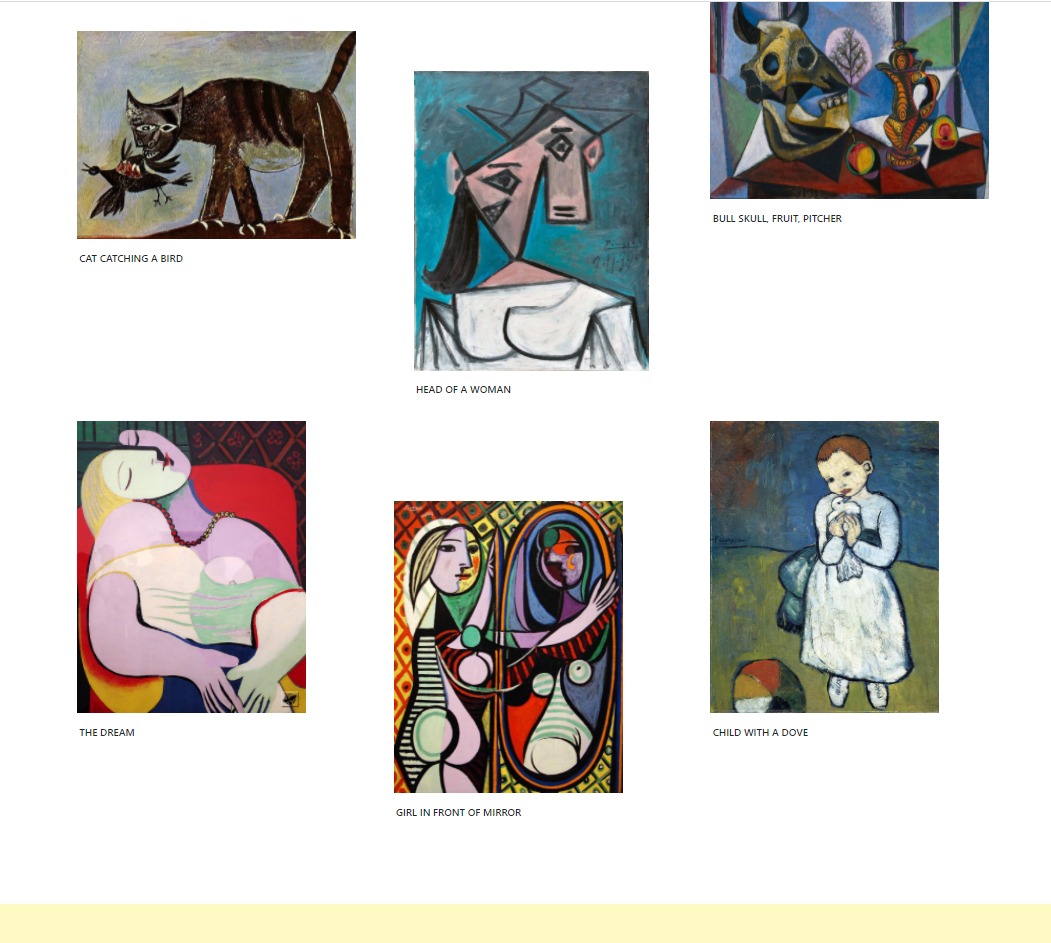 BULL SKULL, FRUIT, PITCHER
CAT CATCHING A BIRD
HEAD OF A WOMAN
THE DREAM
CHILD WITH A DOVE
GIRL IN FRONT OF MIRROR